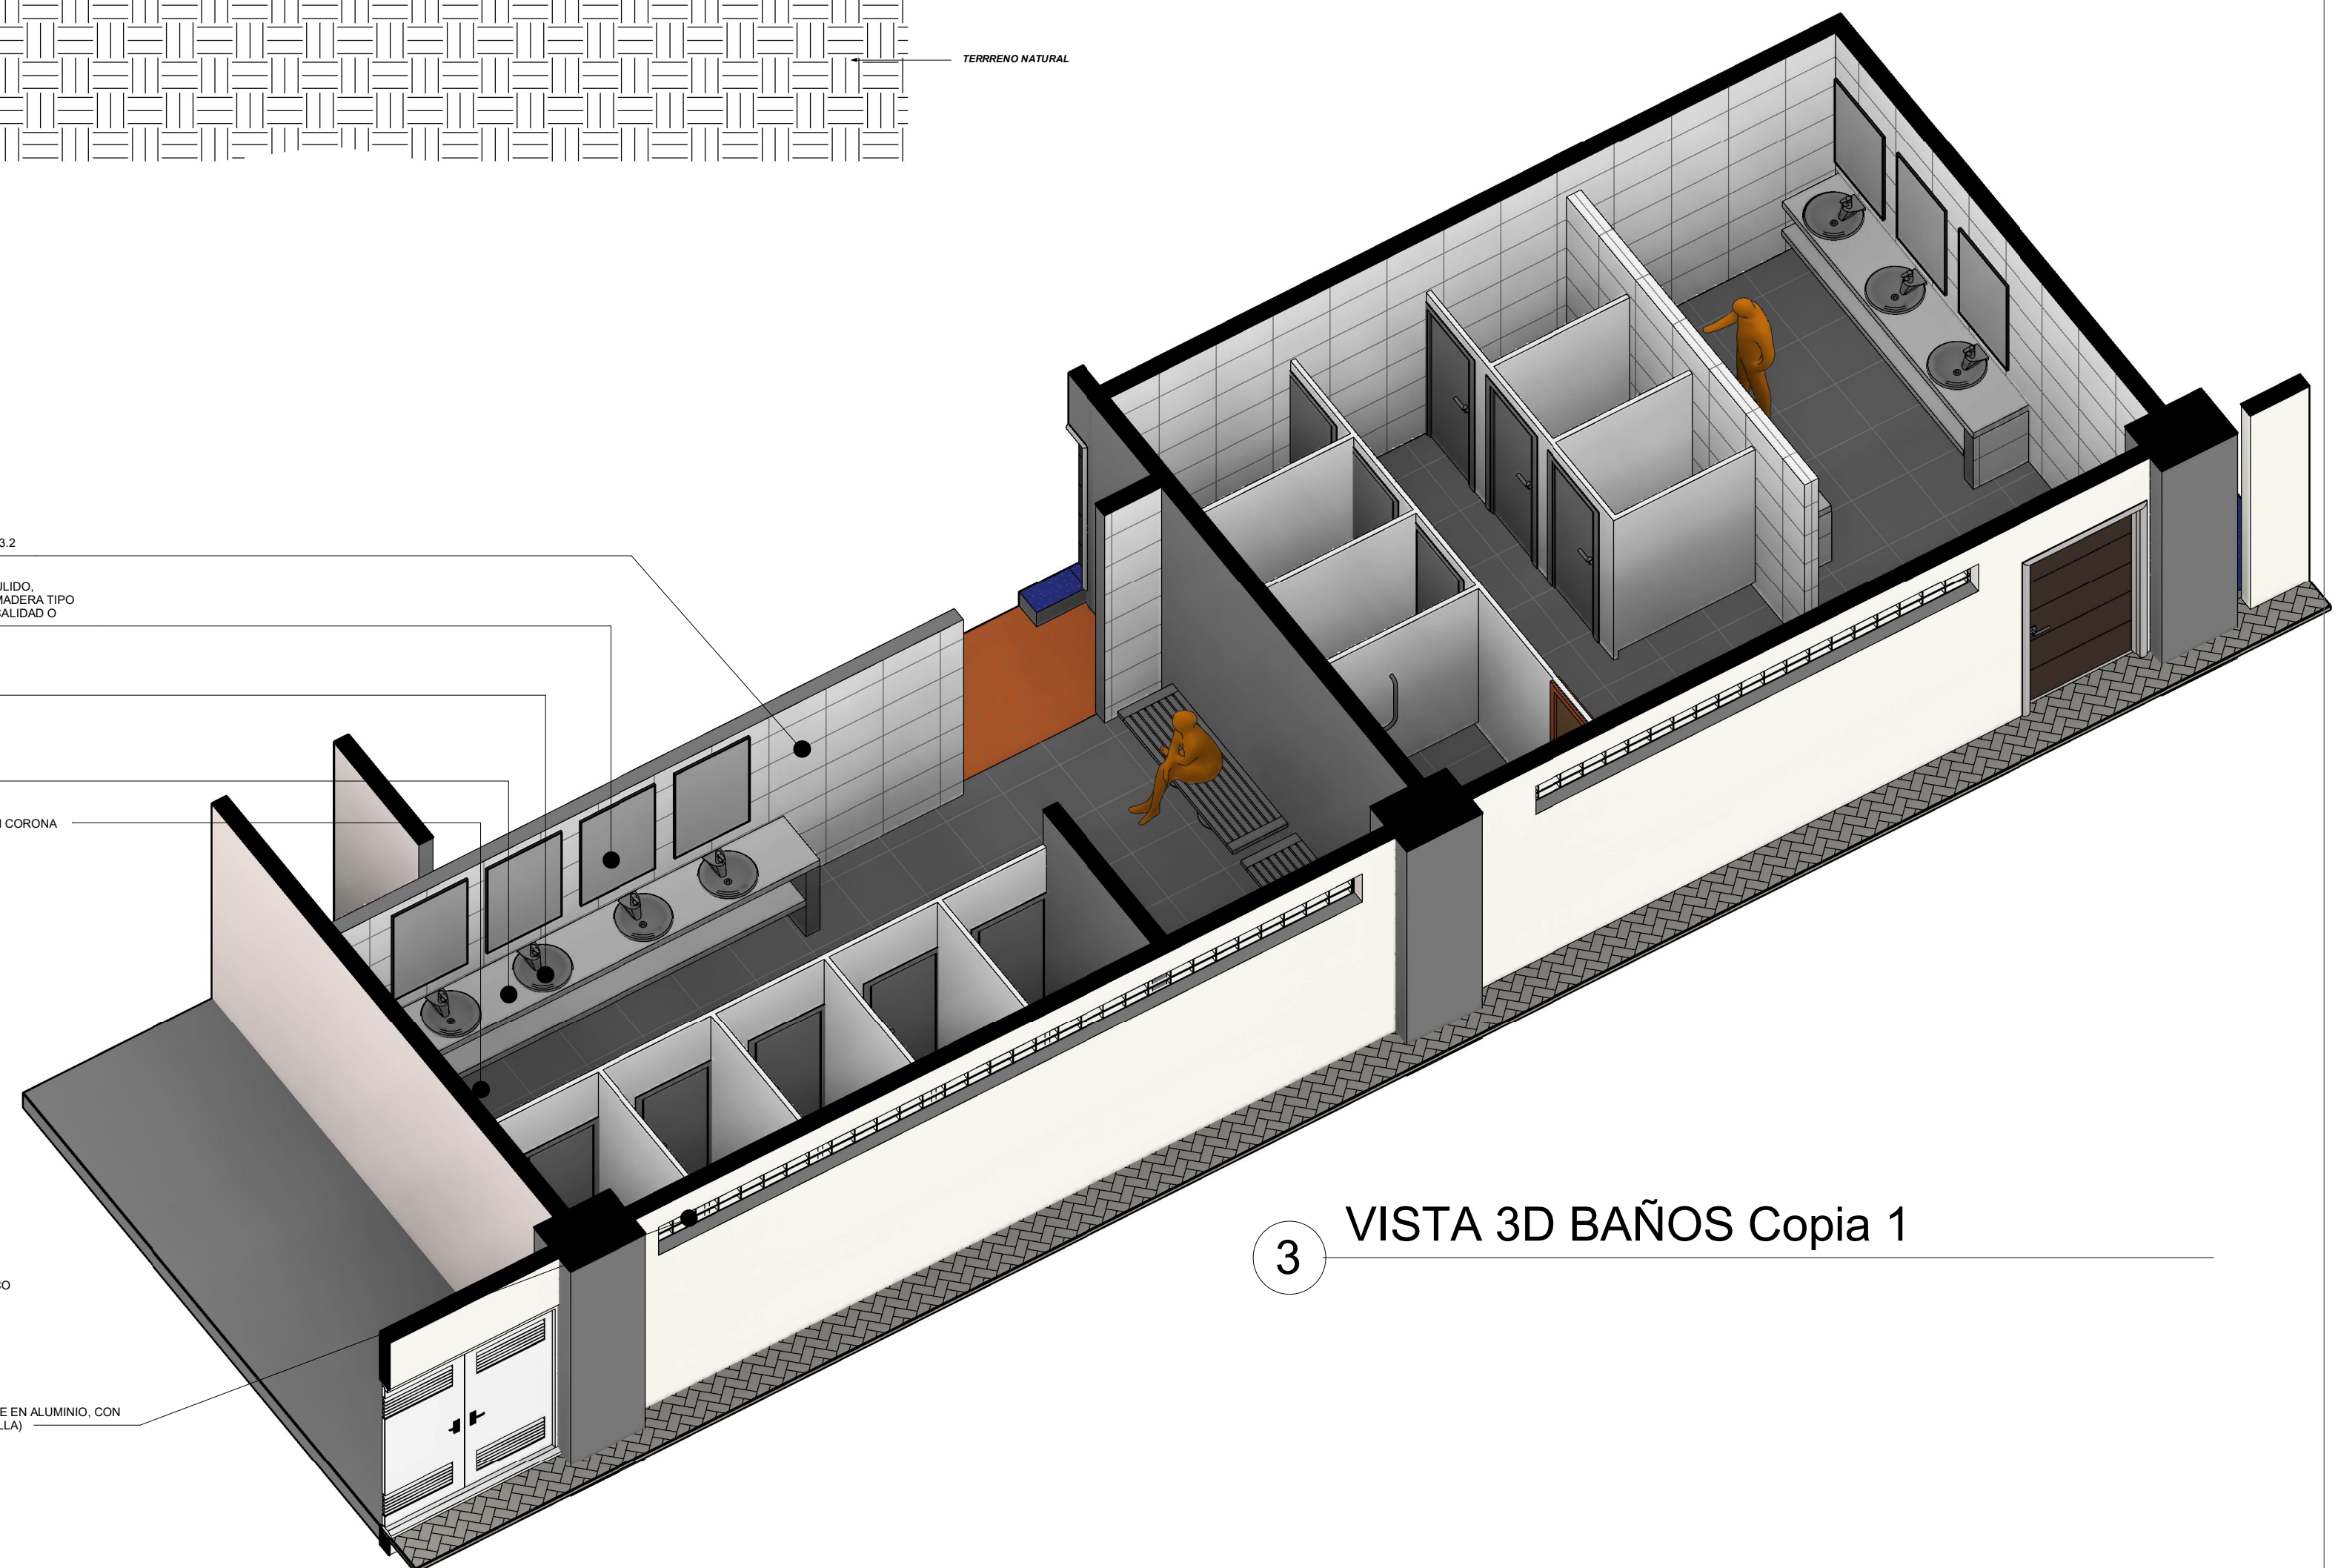 TERRRENO NATURAL
3.2
ULIDO,
MADERA TIPO
CALIDAD O
N CORONA
VISTA 3D BAÑOS Copia 1
3
CO
E EN ALUMINIO, CON
LLA)